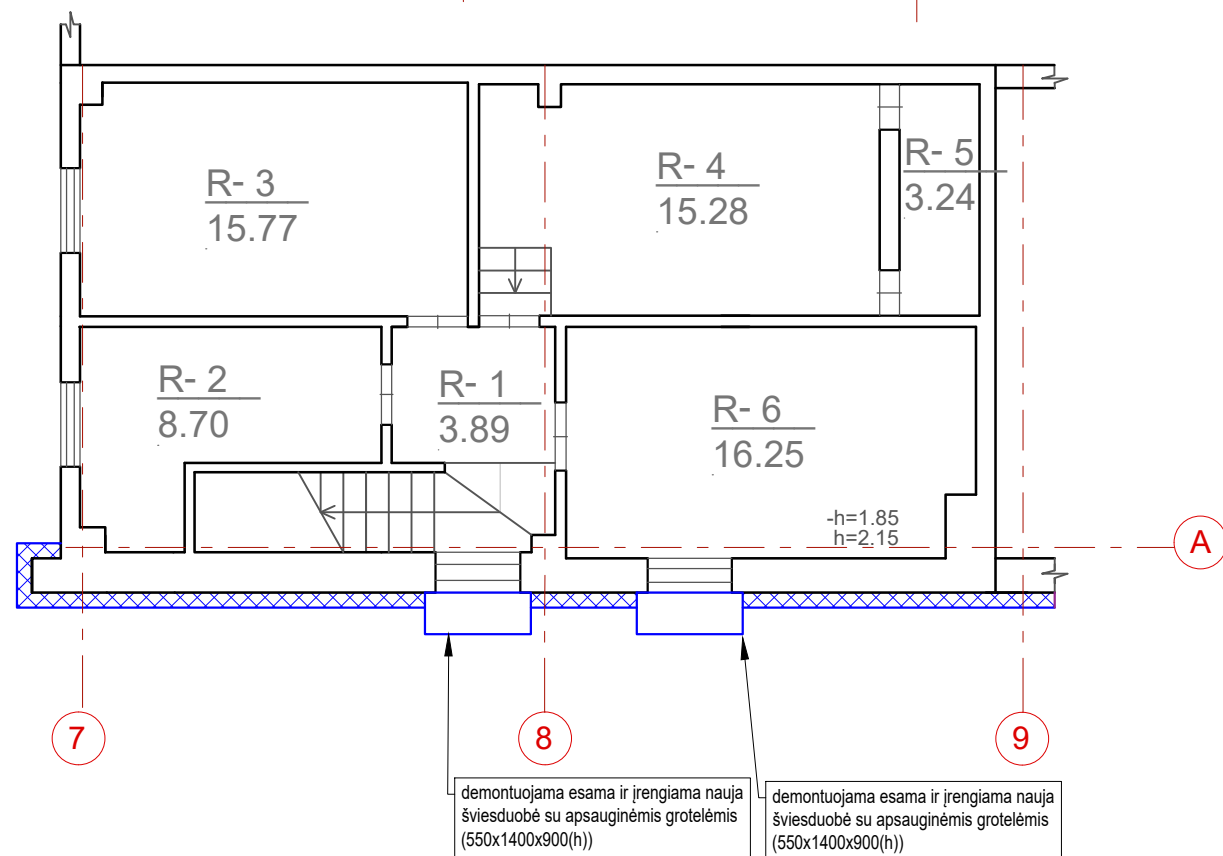 R- 3
15.77
R- 4
15.28
R- 5
3.24
R- 2
8.70
R- 1
3.89
R- 6
16.25
-h=1.85
h=2.15
A
7
8
9
demontuojama esama ir įrengiama nauja
šviesduobė su apsauginėmis grotelėmis
(550x1400x900(h))
demontuojama esama ir įrengiama nauja
šviesduobė su apsauginėmis grotelėmis
(550x1400x900(h))